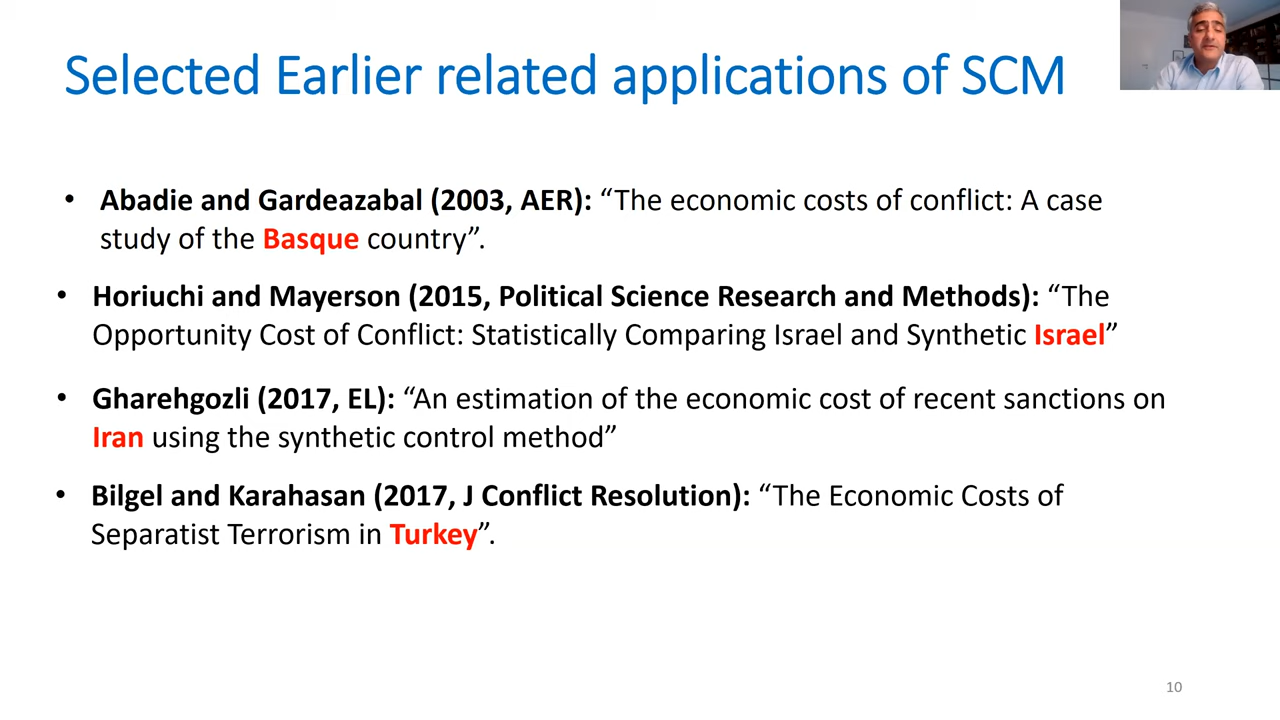 Selected Earlier related applications of SCM
• Abadie and Gardeazabal (2003, AER): “The economic costs of conflict: A case
study of the Basque country”.
• Horiuchi and Mayerson (2015, Political Science Research and Methods): “The
Opportunity Cost of Conflict: Statistically Comparing Israel and Synthetic Israel”
• Gharehgozli (2017, EL): “An estimation of the economic cost of recent sanctions on
Iran using the synthetic control method”
• Bilgel and Karahasan (2017, J Conflict Resolution): “The Economic Costs of
Separatist Terrorism in Turkey”.
10